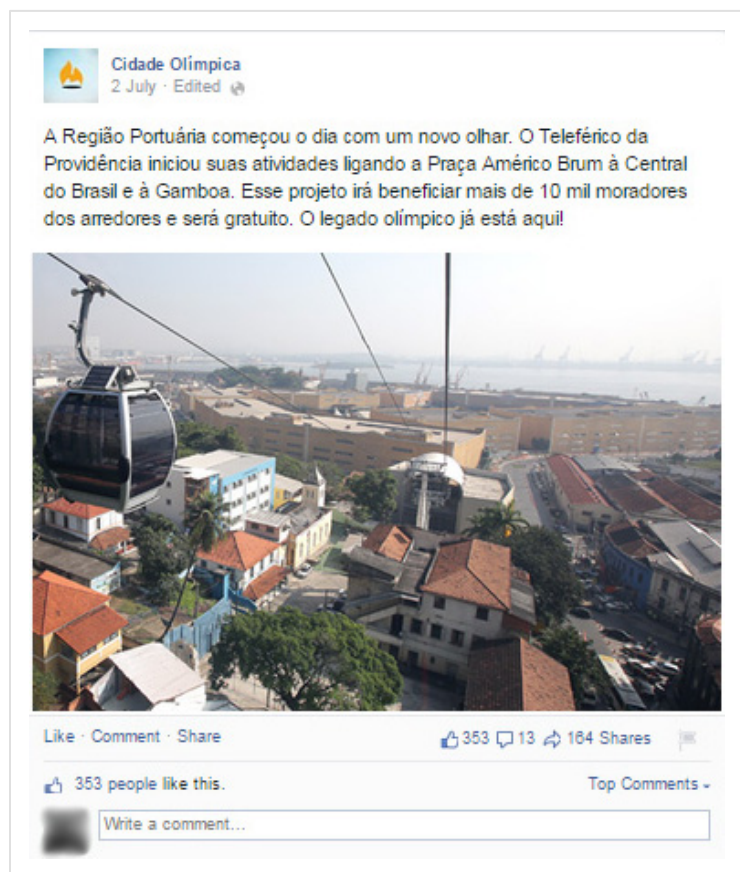 Cidade Olímpica
2 July · Edited
A Região Portuária começou o dia com um novo olhar. O Teleférico da
Providência iniciou suas atividades ligando a Praça Américo Brum à Central
do Brasil e à Gamboa. Esse projeto irá beneficiar mais de 10 mil moradores
dos arredores e será gratuito. O legado olímpico já está aqui!
Like · Comment · Share 353 13 164 Shares
353 people like this. Top Comments
Write a comment...